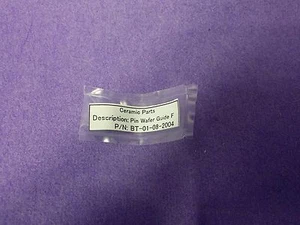 Ceramic Parts
Description: Pin Wafer Guide F
P/N: BT-01-08-2004